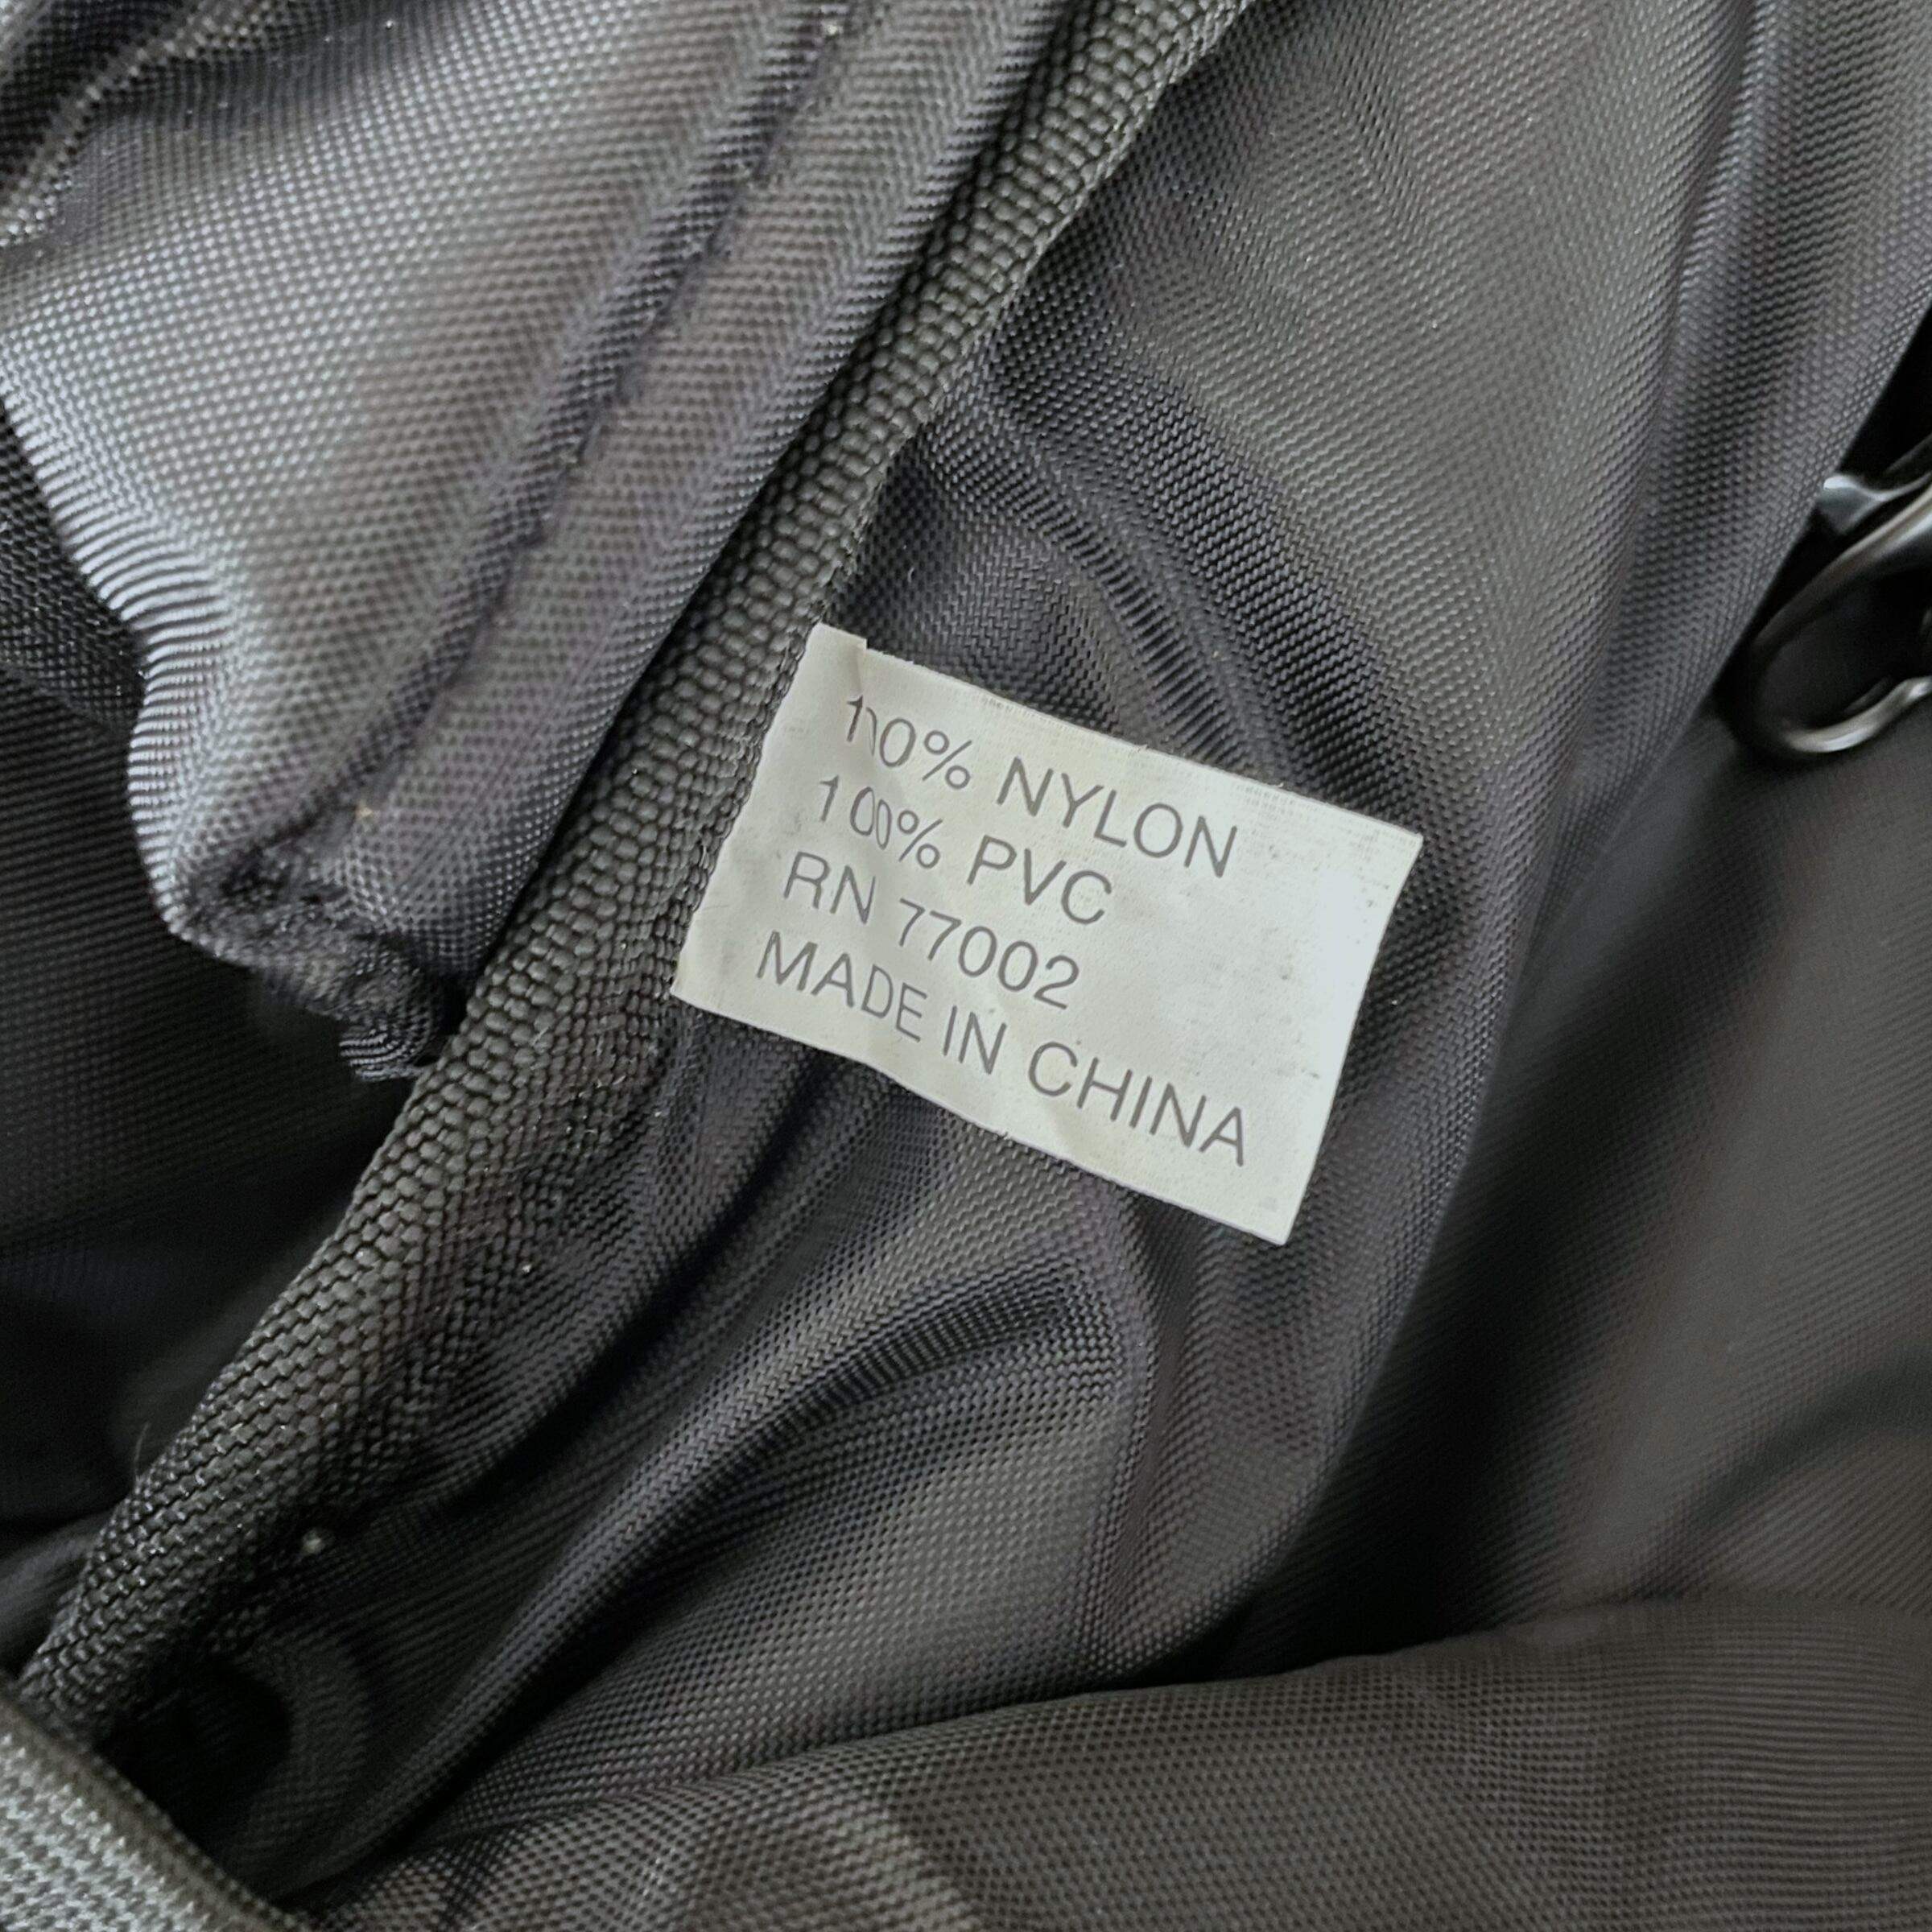 100% NYLON
100% PVC
RN 77002
MADE IN CHINA